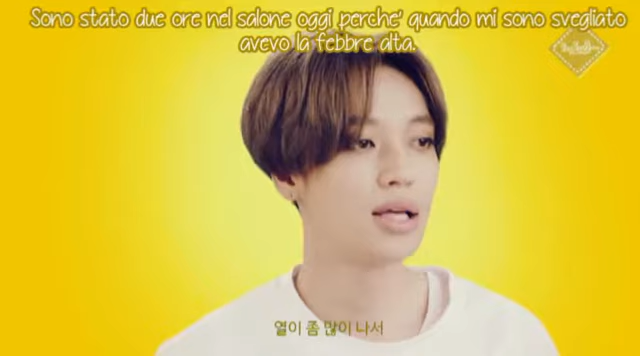 Sono stato due ore nel salone oggi perche' quando mi sono svegliato
avevo la febbre alta.
열이 좀 많이 나서